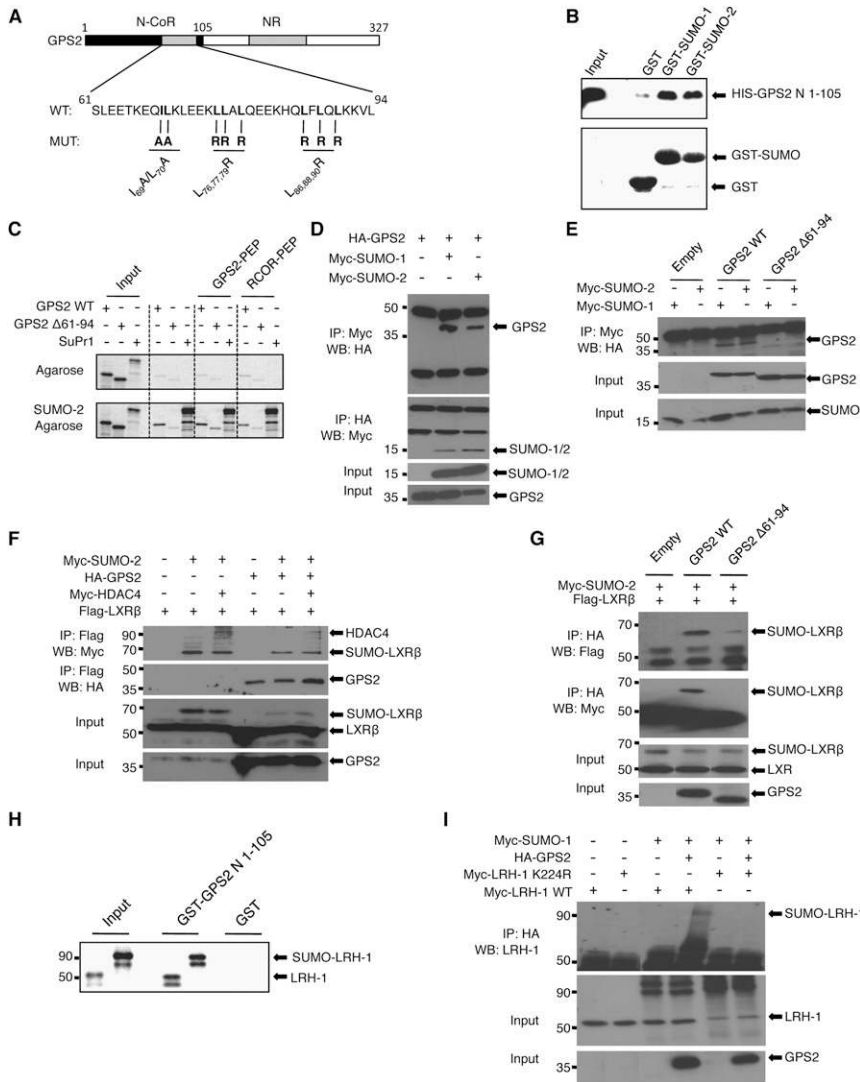 A
1 N-CoR 105 NR 327
GPS2
61 94
WT: SLEETKEQILKLEEKLLALQEEKHQLFLQLKKVL
MUT: AA RR R R R R
L69A/L70A
L76,77,79R
L86,88,90R
B
Input
GST
GST-SUMO-1
GST-SUMO-2
HIS-GPS2 N 1-105
GST-SUMO
GST
C
Input
GPS2-PEP
RCOR-PEP
GPS2 WT + + + +
GPS2 Δ61-94 + + + +
SuPr1 + + + +
Agarose
SUMO-2
Agarose
D
HA-GPS2 + + +
Myc-SUMO-1 - + -
Myc-SUMO-2 - - +
50
35
IP: Myc
WB: HA
GPS2
IP: HA
WB: Myc
15
SUMO-1/2
Input 15 SUMO-1/2
Input 35 GPS2
E
Empty
GPS2 WT
GPS2 Δ61-94
Myc-SUMO-2 - + - + - +
Myc-SUMO-1 + - + - + -
IP: Myc
WB: HA
50
35
GPS2
Input
35
GPS2
Input
15
SUMO
F
Myc-SUMO-2 - + + - + +
HA-GPS2 - - - + + +
Myc-HDAC4 - - + - - +
Flag-LXRβ + + + + + +
IP: Flag
WB: Myc
90
70
HDAC4
SUMO-LXRβ
IP: Flag
WB: HA
50
35
GPS2
Input
70
50
SUMO-LXRβ
LXRβ
Input
35
GPS2
G
Empty
GPS2 WT
GPS2 Δ61-94
Myc-SUMO-2 + + +
Flag-LXRβ + + +
IP: HA
WB: Flag
70
50
SUMO-LXRβ
IP: HA
WB: Myc
70
50
SUMO-LXRβ
Input
70
50
SUMO-LXRβ
LXR
Input
35
GPS2
H
Input
GST-GPS2 N 1-105
GST
90
50
SUMO-LRH-1
LRH-1
I
Myc-SUMO-1 - - + + + +
HA-GPS2 - - - + - +
Myc-LRH-1 K224R - + - - + +
Myc-LRH-1 WT + - + + - -
IP: HA
WB: LRH-1
90
50
SUMO-LRH-1
Input
90
50
LRH-1
Input
35
GPS2